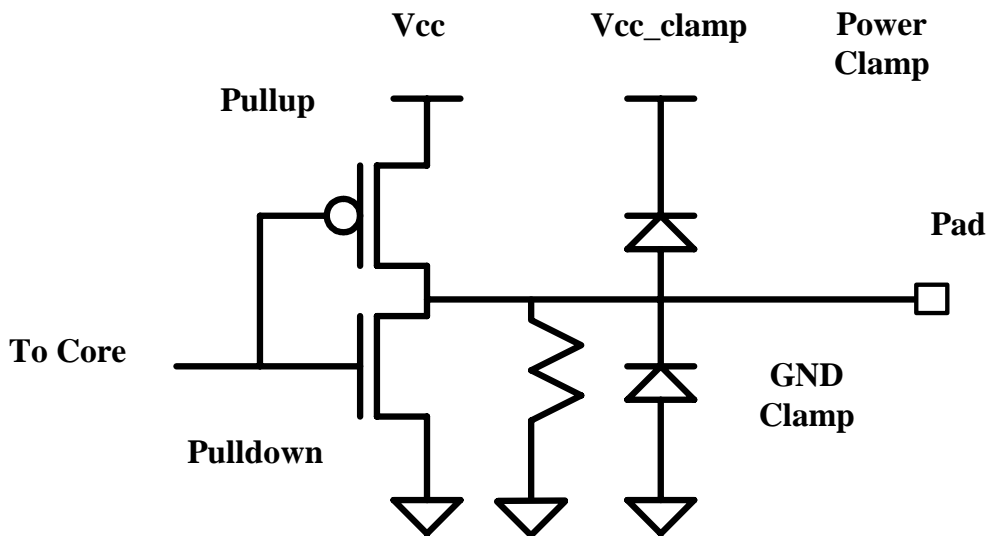 Vcc
Vcc_clamp
Power
Clamp
Pullup
Pad
To Core
GND
Clamp
Pulldown